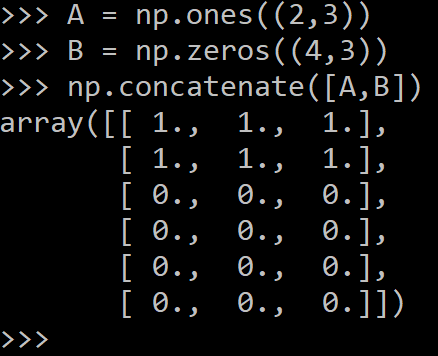 >>> A = np.ones((2,3))
>>> B = np.zeros((4,3))
>>> np.concatenate([A,B])
array([[ 1.,  1.,  1.],
       [ 1.,  1.,  1.],
       [ 0.,  0.,  0.],
       [ 0.,  0.,  0.],
       [ 0.,  0.,  0.],
       [ 0.,  0.,  0.]])
>>>